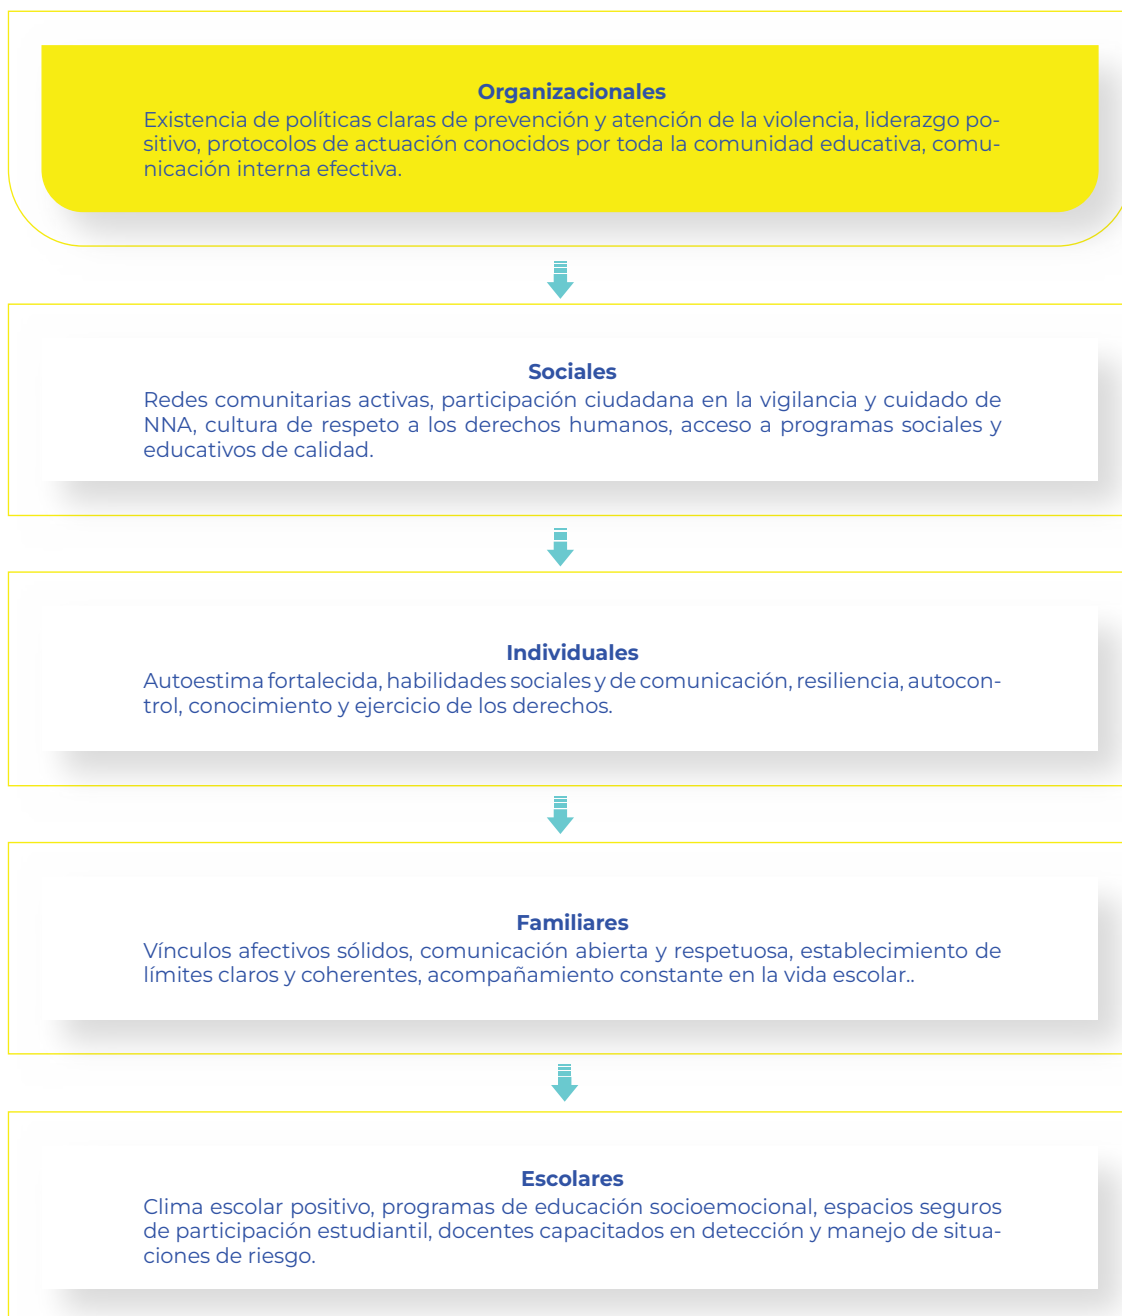 Organizacionales
Existencia de políticas claras de prevención y atención de la violencia, liderazgo po-
sitivo, protocolos de actuación conocidos por toda la comunidad educativa, comu-
nicación interna efectiva.
Sociales
Redes comunitarias activas, participación ciudadana en la vigilancia y cuidado de
NNA, cultura de respeto a los derechos humanos, acceso a programas sociales y
educativos de calidad.
Individuales
Autoestima fortalecida, habilidades sociales y de comunicación, resiliencia, autocon-
trol, conocimiento y ejercicio de los derechos.
Familiares
Vínculos afectivos sólidos, comunicación abierta y respetuosa, establecimiento de
límites claros y coherentes, acompañamiento constante en la vida escolar..
Escolares
Clima escolar positivo, programas de educación socioemocional, espacios seguros
de participación estudiantil, docentes capacitados en detección y manejo de situa-
ciones de riesgo.